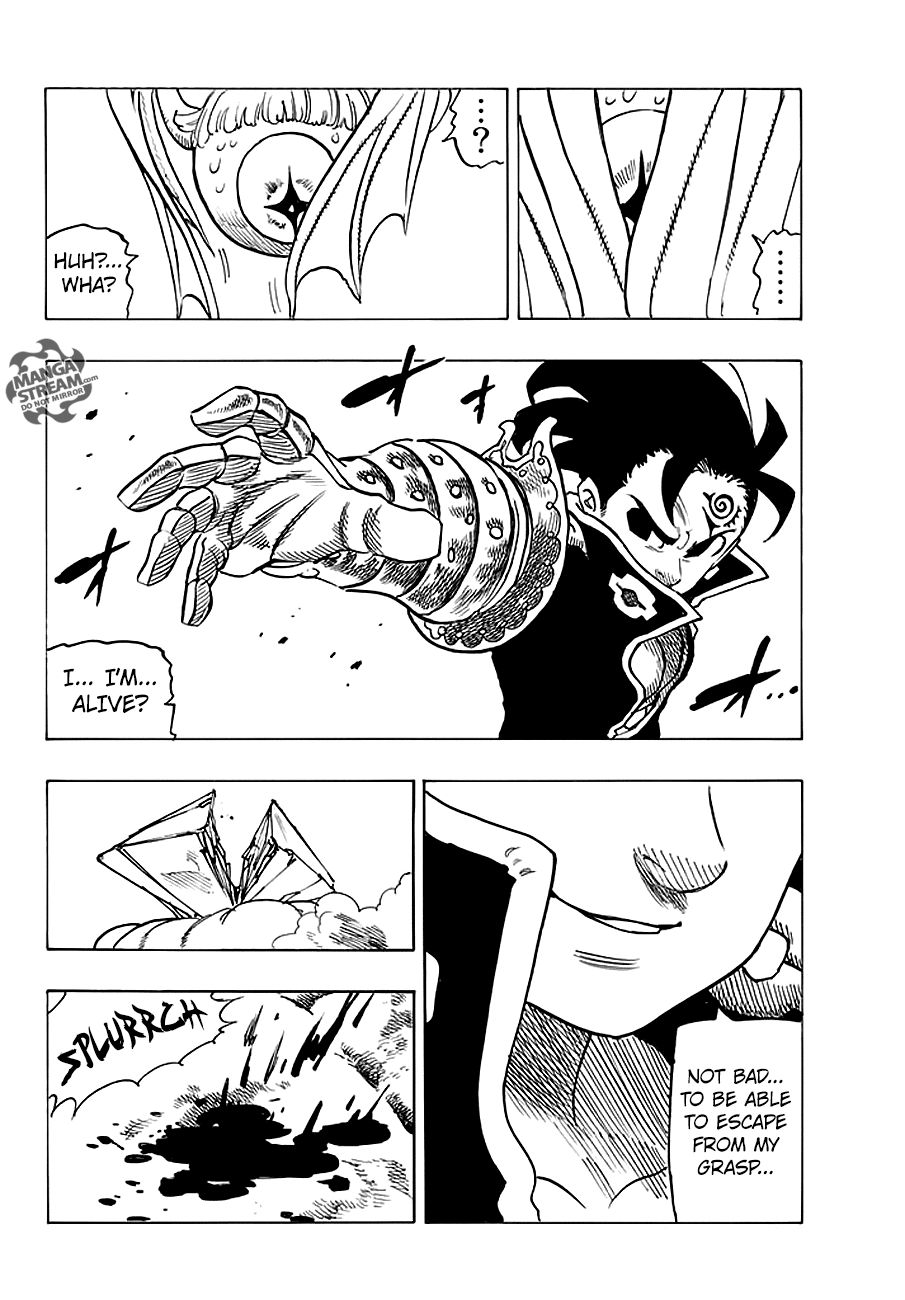 ......
...?
HUH?...
WHA?
MANGA
STREAM.com
DO NOT MIRROR
I... I'M...
ALIVE?
NOT BAD...
TO BE ABLE
TO ESCAPE
FROM MY
GRASP...
SPLURRCH